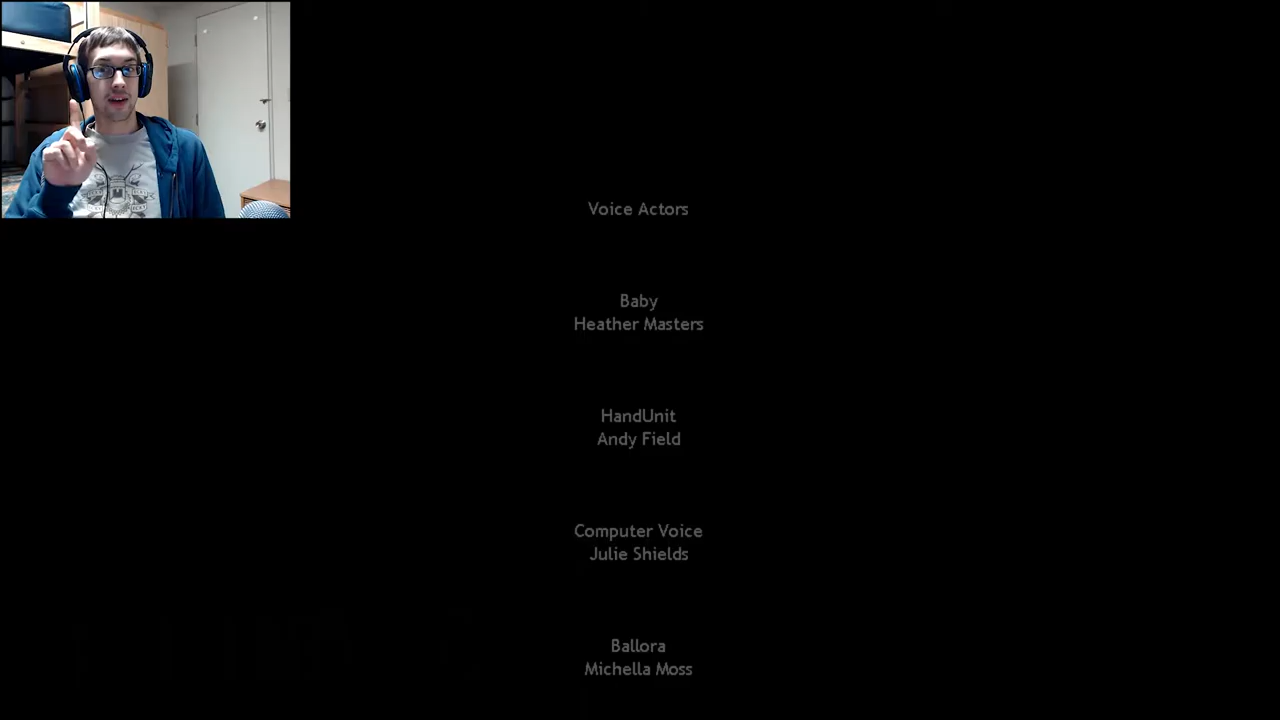 Voice Actors
Baby
Heather Masters
HandUnit
Andy Field
Computer Voice
Julie Shields
Ballora
Michella Moss